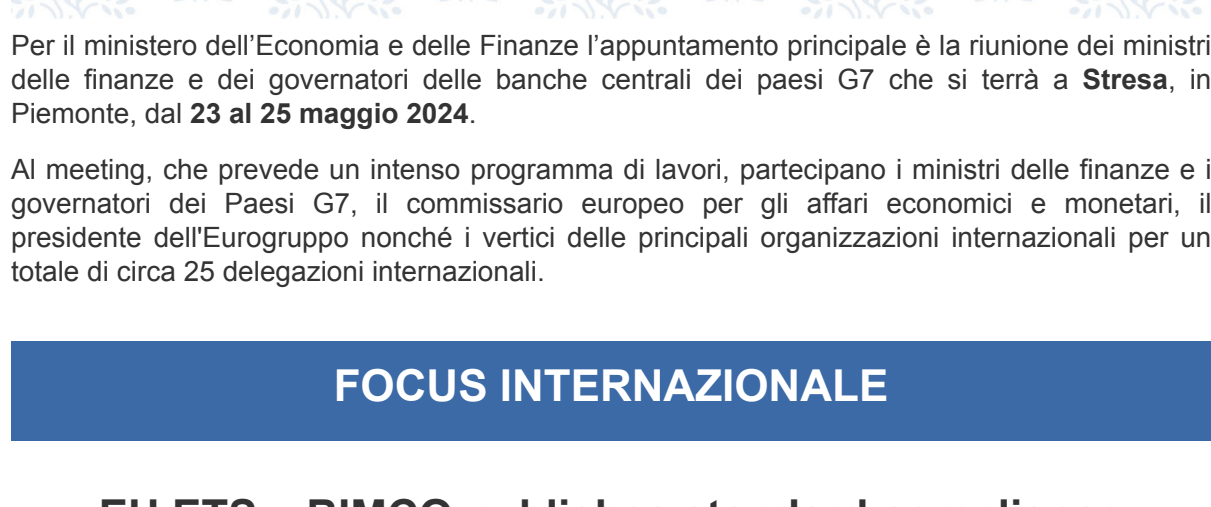 Per il ministero dell’Economia e delle Finanze l’appuntamento principale è la riunione dei ministri
delle finanze e dei governatori delle banche centrali dei paesi G7 che si terrà a Stresa, in
Piemonte, dal 23 al 25 maggio 2024.
Al meeting, che prevede un intenso programma di lavori, partecipano i ministri delle finanze e i
governatori dei Paesi G7, il commissario europeo per gli affari economici e monetari, il
presidente dell'Eurogruppo nonché i vertici delle principali organizzazioni internazionali per un
totale di circa 25 delegazioni internazionali.
FOCUS INTERNAZIONALE
EU ETS – BIMCO